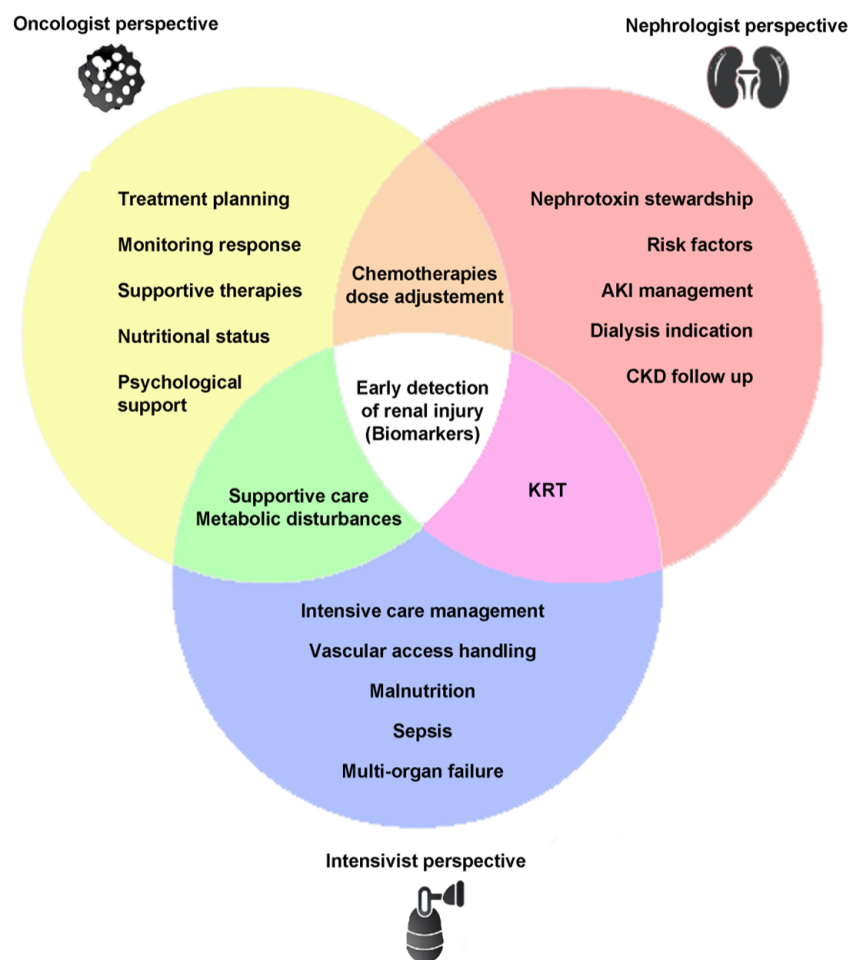 Oncologist perspective
Nephrologist perspective
Treatment planning
Monitoring response
Supportive therapies
Nutritional status
Psychological
support
Chemotherapies
dose adjustement
Nephrotoxin stewardship
Risk factors
AKI management
Dialysis indication
CKD follow up
Early detection
of renal injury
(Biomarkers)
Supportive care
Metabolic disturbances
KRT
Intensive care management
Vascular access handling
Malnutrition
Sepsis
Multi-organ failure
Intensivist perspective